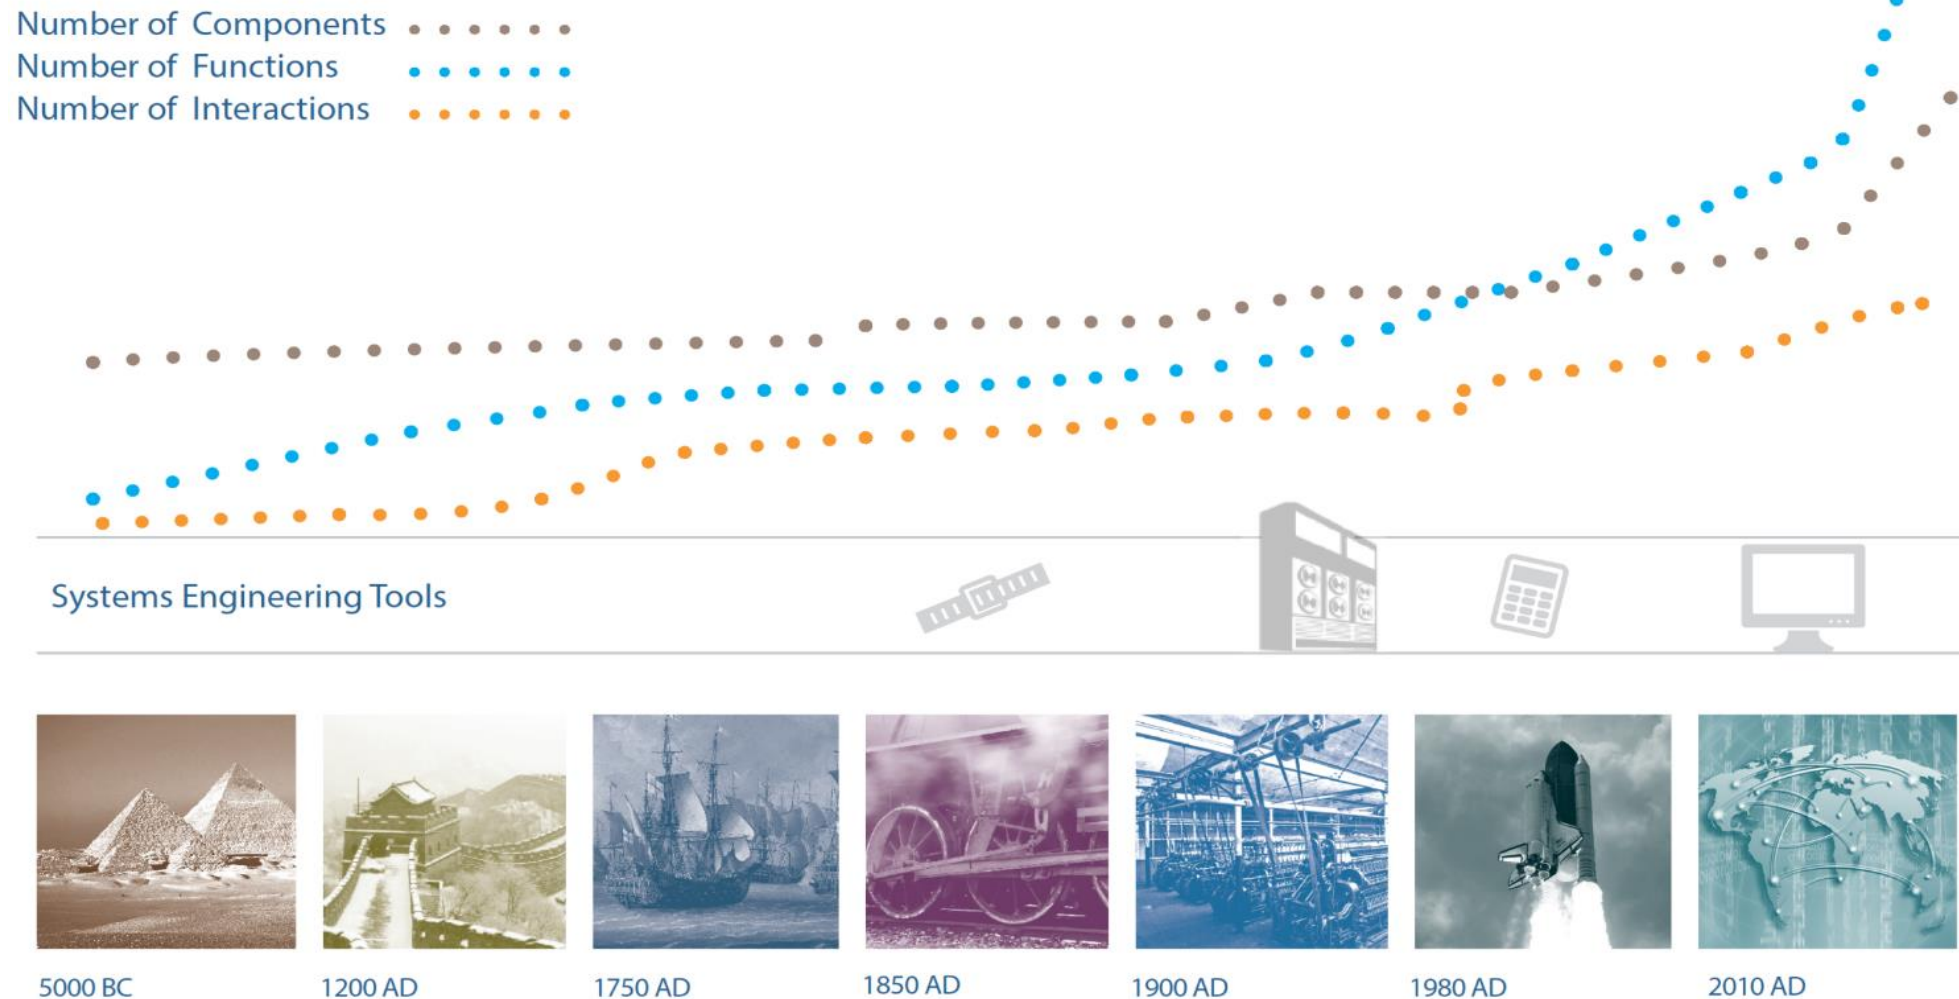 Number of Components
Number of Functions
Number of Interactions
Systems Engineering Tools
5000 BC
1200 AD
1750 AD
1850 AD
1900 AD
1980 AD
2010 AD